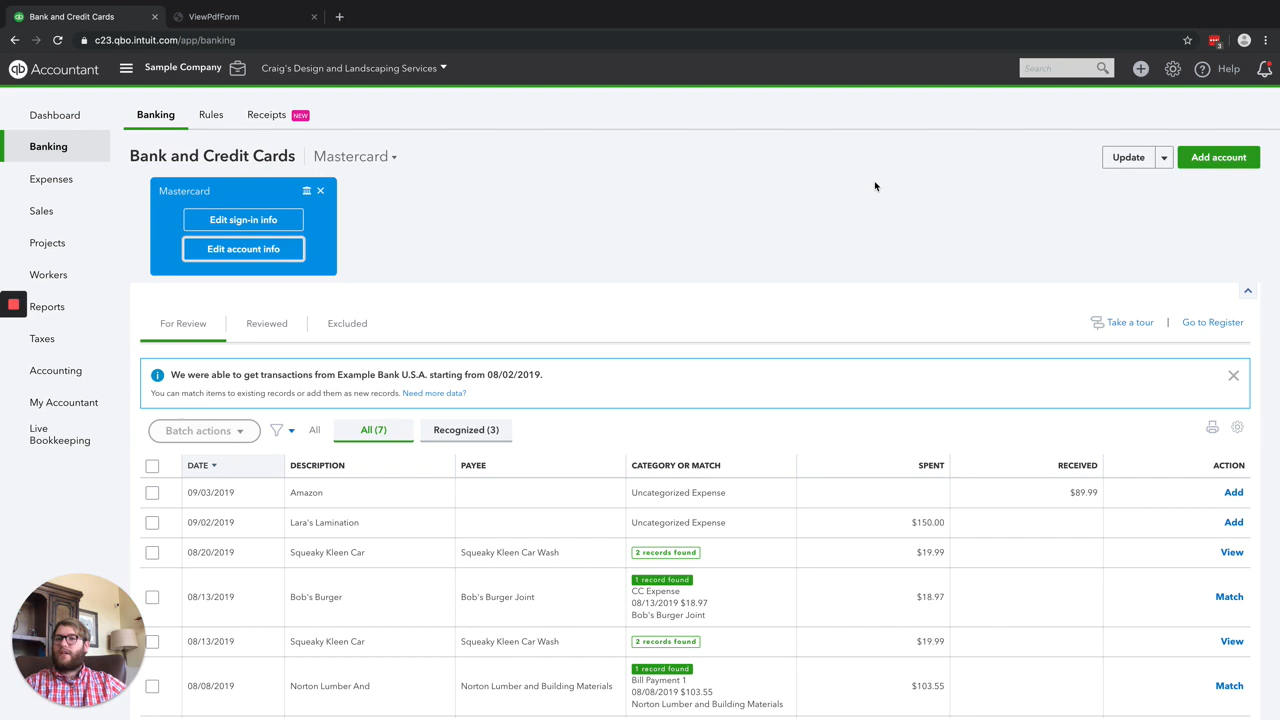 Bank and Credit Cards
ViewPdfForm
c23.qbo.intuit.com/app/banking
3
qb Accountant
Sample Company
Craig's Design and Landscaping Services
Search
Help
Dashboard
Banking
Expenses
Sales
Projects
Workers
Reports
Taxes
Accounting
My Accountant
Live
Bookkeeping
Banking Rules Receipts NEW
Bank and Credit Cards Mastercard
Update Add account
Mastercard
Edit sign-in info
Edit account info
For Review Reviewed Excluded
Take a tour | Go to Register
We were able to get transactions from Example Bank U.S.A. starting from 08/02/2019.
You can match items to existing records or add them as new records. Need more data?
Batch actions All All (7) Recognized (3)
DATE DESCRIPTION PAYEE CATEGORY OR MATCH SPENT RECEIVED ACTION
09/03/2019 Amazon Uncategorized Expense $89.99 Add
09/02/2019 Lara's Lamination Uncategorized Expense $150.00 Add
08/20/2019 Squeaky Kleen Car Squeaky Kleen Car Wash 2 records found $19.99 View
1 record found
CC Expense
08/13/2019 Bob's Burger Bob's Burger Joint 08/13/2019 $18.97 $18.97 Match
Bob's Burger Joint
08/13/2019 Squeaky Kleen Car Squeaky Kleen Car Wash 2 records found $19.99 View
1 record found
Bill Payment 1
08/08/2019 Norton Lumber And Norton Lumber and Building Materials 08/08/2019 $103.55 $103.55 Match
Norton Lumber and Building Materials